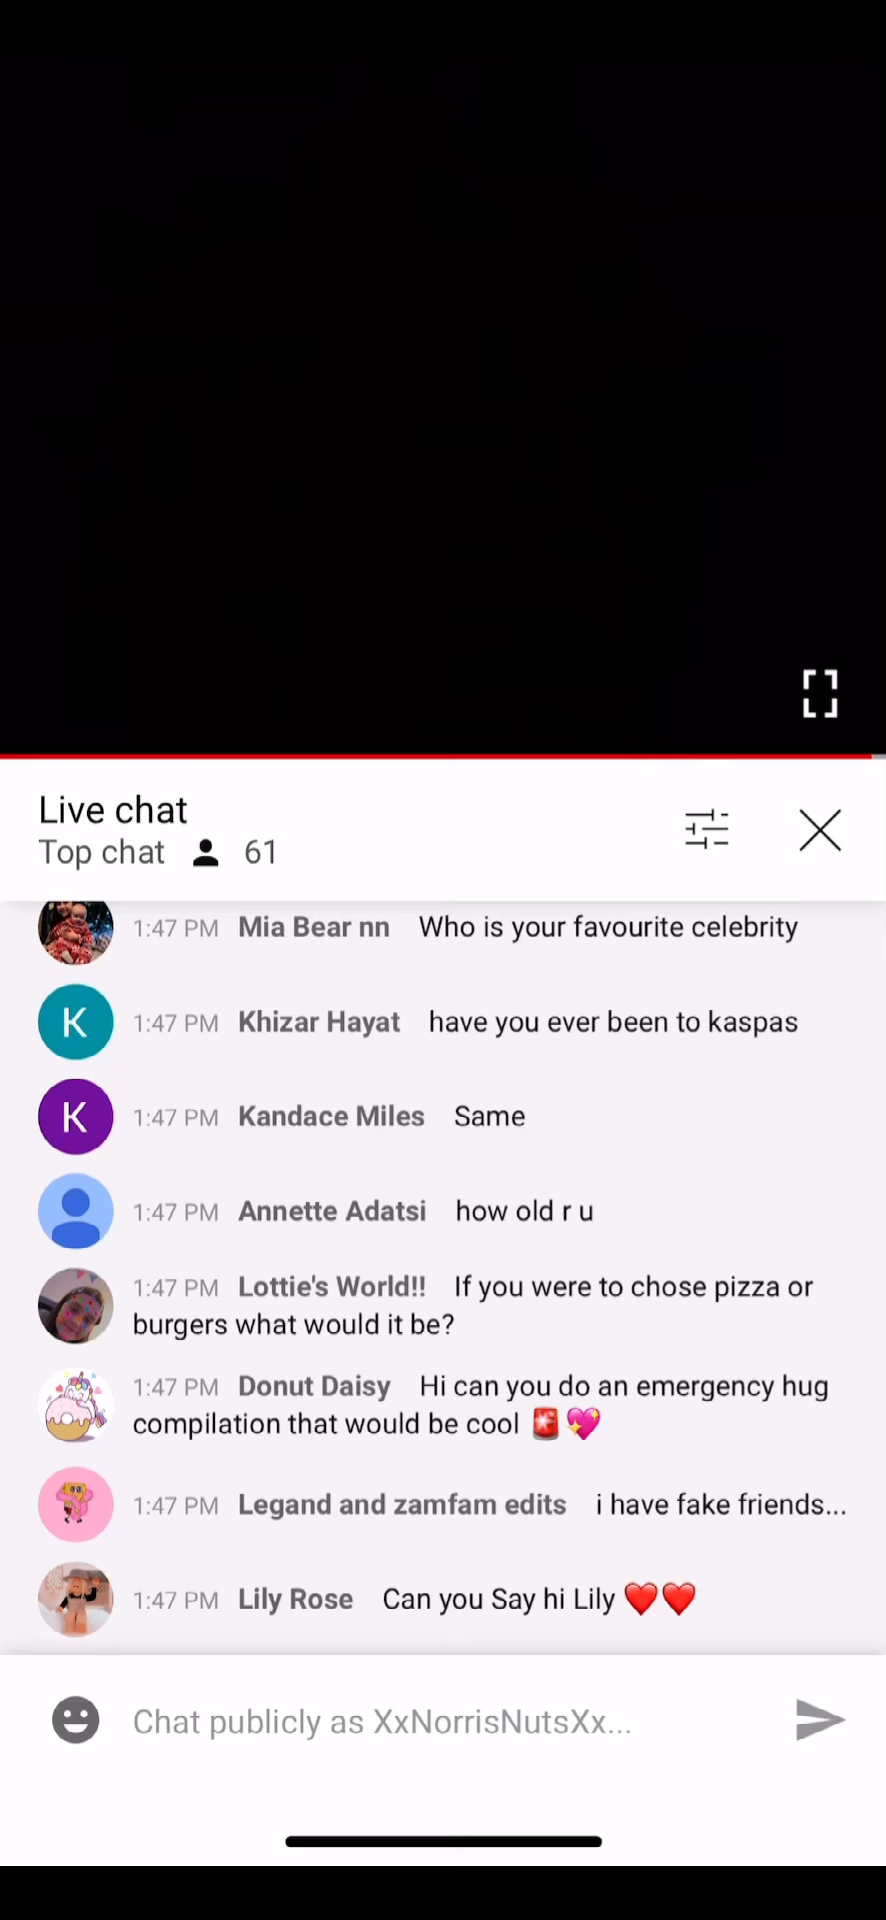 Live chat
Top chat 61
1:47 PM Mia Bear nn Who is your favourite celebrity
K 1:47 PM Khizar Hayat have you ever been to kaspas
K 1:47 PM Kandace Miles Same
1:47 PM Annette Adatsi how old r u
1:47 PM Lottie's World!! If you were to chose pizza or
burgers what would it be?
1:47 PM Donut Daisy Hi can you do an emergency hug
compilation that would be cool 🚨💖
1:47 PM Legand and zamfam edits i have fake friends...
1:47 PM Lily Rose Can you Say hi Lily ❤️❤️
Chat publicly as XxNorrisNutsXx...